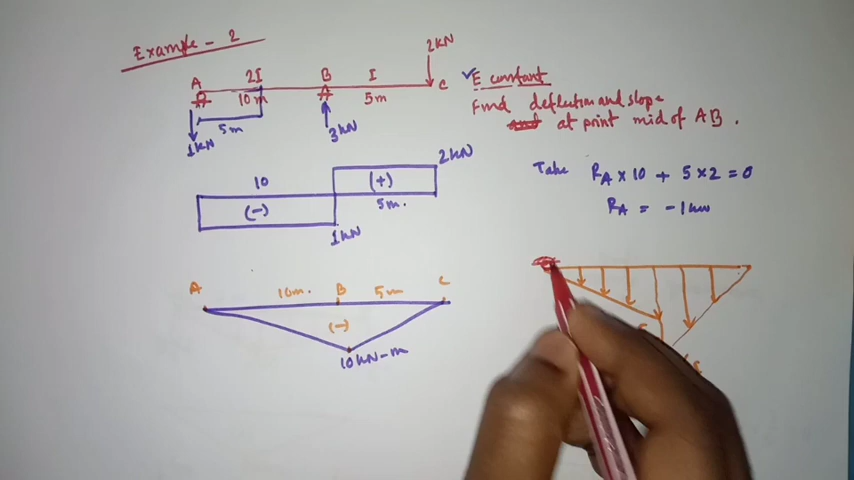 Example - 2
2kN
A 2I B I C
10m 5m
5m
1kN
3kN
✓E constant
Find deflection and slope
at point mid of AB.
Take RA × 10 + 5 × 2 = 0
RA = -1kN
2kN
10 (+)
(-) 5m.
1kN
A 10m. B 5m C
(-)
10kN-m